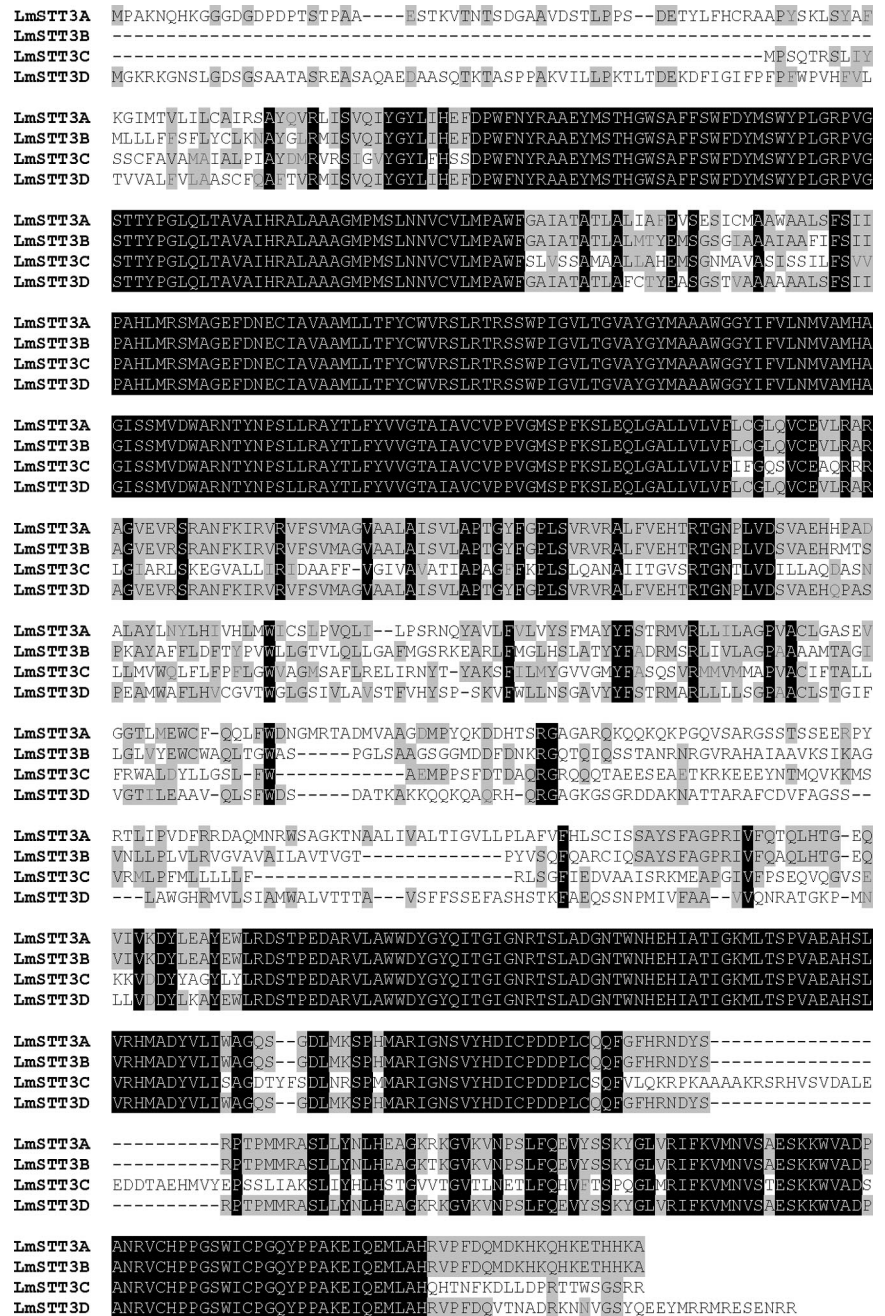 LmSTT3A MPAKNQHKGGGDGDPDPTSTPAA----ESTKVTNTSDGAAVDSTLPPS--DETYLFHCRAAPYSKLSYAF
LmSTT3B ----------------------------------------------------------------------
LmSTT3C ------------------------------------------------------------MPSQTRSLIY
LmSTT3D MGKRKGNSLGDSGSAATASREASAQAEDAASQTKTASPPAKVILLPKTLTDEKDFIGIFPFPFWPVHFVL
LmSTT3A KGIMTVLILCAIRSAYQVRLISVQIYGYLIHEFDPWFNYRAAEYMSTHGWSAFFSWFDYMSWYPLGRPVG
LmSTT3B MLLLFFSFLYCLKNAYGLRMISVQIYGYLIHEFDPWFNYRAAEYMSTHGWSAFFSWFDYMSWYPLGRPVG
LmSTT3C SSCFAVAMAIALPIAYDMRVRSIGVYGYLFHSSDPWFNYRAAEYMSTHGWSAFFSWFDYMSWYPLGRPVG
LmSTT3D TVVALFVLAASCFQAFTVRMISVQIYGYLIHEFDPWFNYRAAEYMSTHGWSAFFSWFDYMSWYPLGRPVG
LmSTT3A STTYPGLQLTAVAIHRALAAAGMPMSLNNVCVLMPAWFGAIATATLALIAFEVSESICMAAWAALSFSII
LmSTT3B STTYPGLQLTAVAIHRALAAAGMPMSLNNVCVLMPAWFGAIATATLALMTYEMSGSGIAAAIAAFIFSII
LmSTT3C STTYPGLQLTAVAIHRALAAAGMPMSLNNVCVLMPAWFSLVSSAMAALLAHEMSGNMAVASISSILFSVV
LmSTT3D STTYPGLQLTAVAIHRALAAAGMPMSLNNVCVLMPAWFGAIATATLAFCTYEASGSTVAAAAAALSFSII
LmSTT3A PAHLMRSMAGEFDNECIAVAAMLLTFYCWVRSLRTRSSWPIGVLTGVAYGYMAAAWGGYIFVLNMVAMHA
LmSTT3B PAHLMRSMAGEFDNECIAVAAMLLTFYCWVRSLRTRSSWPIGVLTGVAYGYMAAAWGGYIFVLNMVAMHA
LmSTT3C PAHLMRSMAGEFDNECIAVAAMLLTFYCWVRSLRTRSSWPIGVLTGVAYGYMAAAWGGYIFVLNMVAMHA
LmSTT3D PAHLMRSMAGEFDNECIAVAAMLLTFYCWVRSLRTRSSWPIGVLTGVAYGYMAAAWGGYIFVLNMVAMHA
LmSTT3A GISSMVDWARNTYNPSLLRAYTLFYVVGTAIAVCVPPVGMSPFKSLEQLGALLVLVFLCGLQVCEVLRAR
LmSTT3B GISSMVDWARNTYNPSLLRAYTLFYVVGTAIAVCVPPVGMSPFKSLEQLGALLVLVFLCGLQVCEVLRAR
LmSTT3C GISSMVDWARNTYNPSLLRAYTLFYVVGTAIAVCVPPVGMSPFKSLEQLGALLVLVFIFGQSVCEAQRRR
LmSTT3D GISSMVDWARNTYNPSLLRAYTLFYVVGTAIAVCVPPVGMSPFKSLEQLGALLVLVFLCGLQVCEVLRAR
LmSTT3A AGVEVRSRANFKIRVRVFSVMAGVAALAISVLAPTGYFGPLSVRVRALFVEHTRTGNPLVDSVAEHHPAD
LmSTT3B AGVEVRSRANFKIRVRVFSVMAGVAALAISVLAPTGYFGPLSVRVRALFVEHTRTGNPLVDSVAEHRMTS
LmSTT3C LGIARLSKEGVALLIRIDAAFF-VGIVAVATIAPAGFFKPLSLQANAIITGVSRTGNTLVDILLAQDASN
LmSTT3D AGVEVRSRANFKIRVRVFSVMAGVAALAISVLAPTGYFGPLSVRVRALFVEHTRTGNPLVDSVAEHQPAS
LmSTT3A ALAYLNYLHIVHLMWICSLPVQLI--LPSRNQYAVLFVLVYSFMAYYFSTRMVRLLILAGPVACLGASEV
LmSTT3B PKAYAFFLDFTYPVWLLGTVLQLLGAFMGSRKEARLFMGLHSLATYYFADRMSRLIVLAGPAAAAMTAGI
LmSTT3C LLMVWQLFLFPFLGWVAGMSAFLRELIRNYT-YAKSFILMYGVVGMYFASQSVRMMVMMAPVACIFTALL
LmSTT3D PEAMWAFLHVCGVTWGLGSIVLAVSTFVHYSP-SKVFWLLNSGAVYYFSTRMARLLLLSGPAACLSTGIF
LmSTT3A GGTLMEWCF-QQLFWDNGMRTADMVAAGDMPYQKDDHTSRGAGARQKQQKQKPGQVSARGSSTSSEERPY
LmSTT3B LGLVYEWCWAQLTGWAS-----PGLSAAGSGGMDDFDNKRGQTQIQSSTANRNRGVRAHAIAAVKSIKAG
LmSTT3C FRWALDYLLGSL-FW-------------AEMPPSFDTDAQRGRQQQTAEESEAETKRKEEEYNTMQVKKMS
LmSTT3D VGTILEAAV-QLSFWDS-----DATKAKKQQKQAQRH-QRGAGKGSGRDDAKNATTARAFCDVFAGSS--
LmSTT3A RTLIPVDFRRDAQMNRWSAGKTNAALIVALTIGVLLPLAFVFHLSCISSAYSFAGPRIVFQTQLHTG-EQ
LmSTT3B VNLLPLVLRVGVAVAILAVTVGT-------------PYVSQFQARCIQSAYSFAGPRIVFQAQLHTG-EQ
LmSTT3C VRMLPFMLLLLLF-----------------------RLSGFIEDVAAISRKMEAPGIVFPSEQVQGVSE
LmSTT3D ---LAWGHRMVLSIAMWALVTTTA---VSFFSSEFASHSTKFAEQSSNPMIVFAA--VVQNRATGKP-MN
LmSTT3A VIVKDYLEAYEWLRDSTPEDARVLAWWDYGYQITGIGNRTSLADGNTWNHEHIATIGKMLTSPVAEAHSL
LmSTT3B VIVKDYLEAYEWLRDSTPEDARVLAWWDYGYQITGIGNRTSLADGNTWNHEHIATIGKMLTSPVAEAHSL
LmSTT3C KKVDDYYAGYLYLRDSTPEDARVLAWWDYGYQITGIGNRTSLADGNTWNHEHIATIGKMLTSPVAEAHSL
LmSTT3D LLVDDYLKAYEWLRDSTPEDARVLAWWDYGYQITGIGNRTSLADGNTWNHEHIATIGKMLTSPVAEAHSL
LmSTT3A VRHMADYVLIWAGQS--GDLMKSPHMARIGNSVYHDICPDDPLCQQFGFHRNDYS---------------
LmSTT3B VRHMADYVLIWAGQS--GDLMKSPHMARIGNSVYHDICPDDPLCQQFGFHRNDYS---------------
LmSTT3C VRHMADYVLISAGDTYFSDLNRSPMMARIGNSVYHDICPDDPLCSQFVLQKRPKAAAAKRSRHVSVDALE
LmSTT3D VRHMADYVLIWAGQS--GDLMKSPHMARIGNSVYHDICPDDPLCQQFGFHRNDYS---------------
LmSTT3A ----------RPTPMMRASLLYNLHEAGKRKGVKVNPSLFQEVYSSKYGLVRIFKVMNVSAESKKWVADP
LmSTT3B ----------RPTPMMRASLLYNLHEAGKTKGVKVNPSLFQEVYSSKYGLVRIFKVMNVSAESKKWVADP
LmSTT3C EDDTAEHMVYEPSSLIAKSLIYHLHSTGVVTGVTLNETLFQHVFTSPQGLMRIFKVMNVSTESKKWVADS
LmSTT3D ----------RPTPMMRASLLYNLHEAGKRKGVKVNPSLFQEVYSSKYGLVRIFKVMNVSAESKKWVADP
LmSTT3A ANRVCHPPGSWICPGQYPPAKEIQEMLAHRVPFDQMDKHKQHKETHHKA
LmSTT3B ANRVCHPPGSWICPGQYPPAKEIQEMLAHRVPFDQMDKHKQHKETHHKA
LmSTT3C ANRVCHPPGSWICPGQYPPAKEIQEMLAHQHTNFKDLLDPRTTWSGSRR
LmSTT3D ANRVCHPPGSWICPGQYPPAKEIQEMLAHRVPFDQVTNADRKNNVGSYQEEYMRRMRESENRR